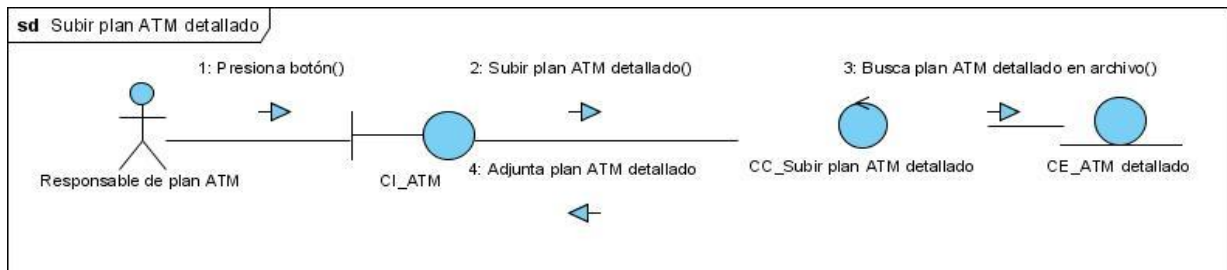 sd Subir plan ATM detallado
1: Presiona botón()
2: Subir plan ATM detallado()
3: Busca plan ATM detallado en archivo()
4: Adjunta plan ATM detallado
Responsable de plan ATM
CI_ATM
CC_Subir plan ATM detallado
CE_ATM detallado